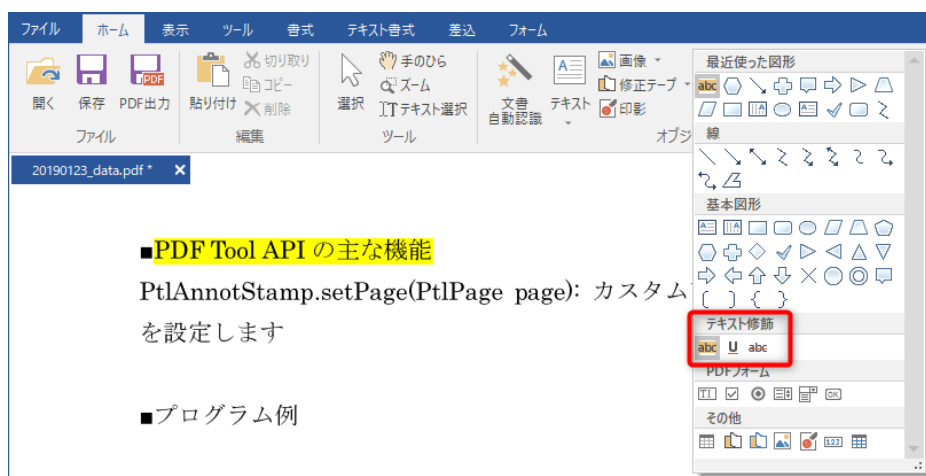 ファイル ホーム 表示 ツール 書式 テキスト書式 差込 フォーム
開く 保存 PDF出力 貼り付け 切り取り コピー 削除 選択 手のひら ズーム テキスト選択 文書自動認識 テキスト 画像 修正テープ 印影
ファイル 編集 ツール オブジ
20190123_data.pdf *
■PDF Tool API の主な機能
PtlAnnotStamp.setPage(PtlPage page): カスタム
を設定します
■プログラム例
最近使った図形
abc
線
基本図形
テキスト修飾
abc U abc
PDFフォーム
OK
その他
123